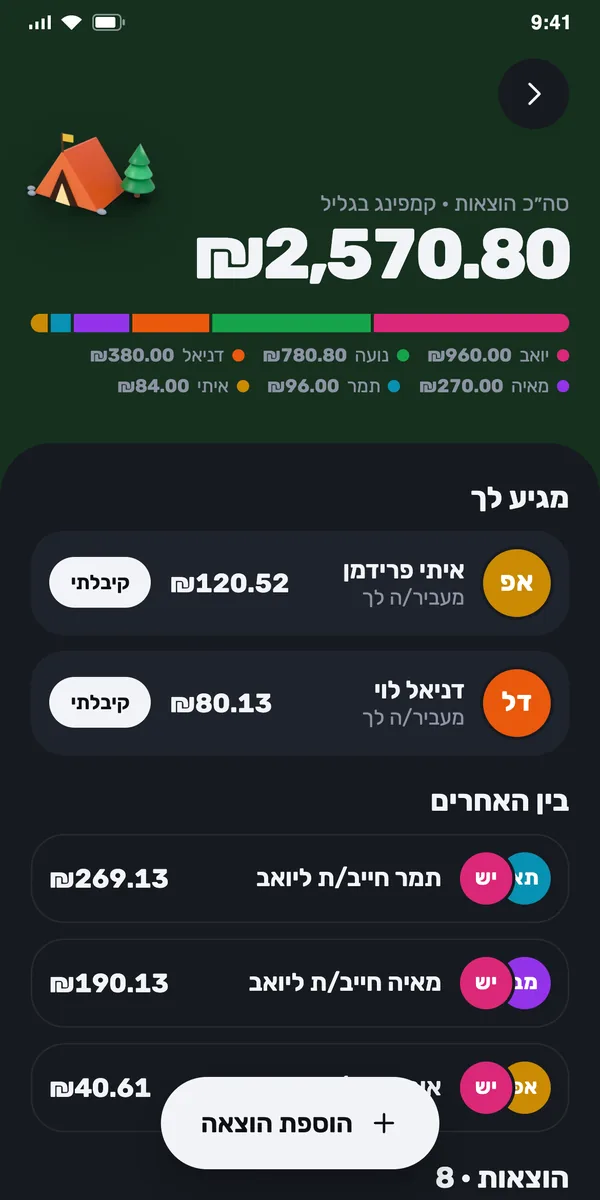 9:41
סה״כ הוצאות • קמפינג בגליל
₪2,570.80
יואב ₪960.00 נועה ₪780.80 דניאל ₪380.00
מאיה ₪270.00 תמר ₪96.00 איתי ₪84.00
מגיע לך
אפ
איתי פרידמן
מעביר/ה לך
₪120.52
קיבלתי
דל
דניאל לוי
מעביר/ה לך
₪80.13
קיבלתי
בין האחרים
תא יש תמר חייב/ת ליואב ₪269.13
מב יש מאיה חייב/ת ליואב ₪190.13
אפ יש ₪40.61
+ הוספת הוצאה
הוצאות • 8